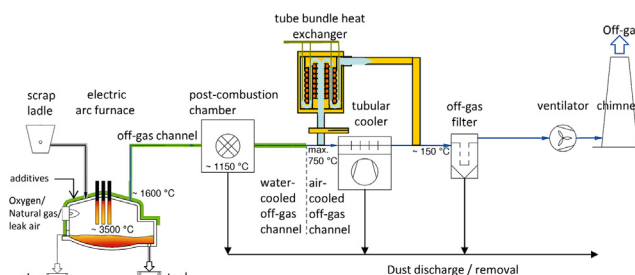 tube bundle heat
exchanger
Off-gas
scrap
ladle
electric
arc furnace
post-combustion
chamber
tubular
cooler
off-gas
filter
ventilator
chimney
off-gas channel
~ 1150 °C
max.
750 °C
~ 150 °C
additives
~ 1600 °C
Oxygen/
Natural gas/
leak air
~ 3500 °C
water-
cooled
off-gas
channel
air-
cooled
off-gas
channel
Dust discharge / removal